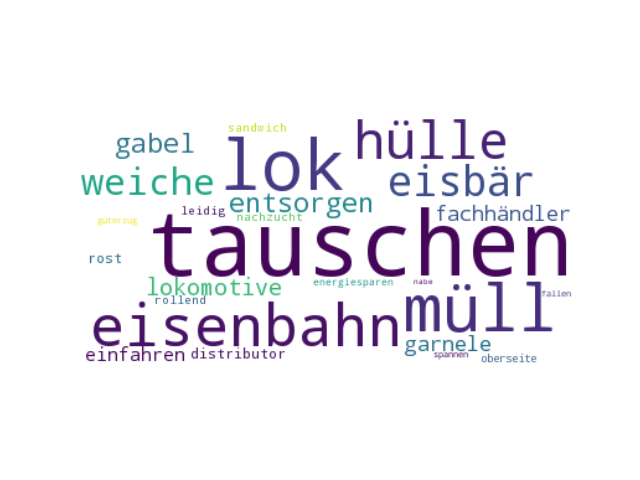 sandwich
gabel lok hülle
weiche eisbär
entsorgen
leidig fachhändler
güterzug nachzucht
tauschen
rost
energiesparen nabe
lokomotive
rollend müll fallen
eisenbahn
garnele
einfahren distributor spannen
oberseite